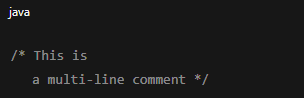 java
/* This is
a multi-line comment */